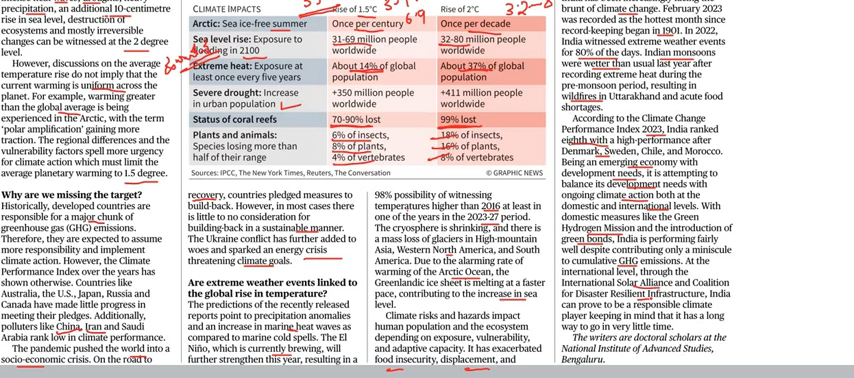 precipitation, an additional 10-centimetre
rise in sea level, destruction of
ecosystems and mostly irreversible
changes can be witnessed at the 2 degree
level.
However, discussions on the average
temperature rise do not imply that the
current warming is uniform across the
planet. For example, warming greater
than the global average is being
experienced in the Arctic, with the term
‘polar amplification’ gaining more
traction. The regional differences and the
vulnerability factors spell more urgency
for climate action which must limit the
average planetary warming to 1.5 degree.
Why are we missing the target?
Historically, developed countries are
responsible for a major chunk of
greenhouse gas (GHG) emissions.
Therefore, they are expected to assume
more responsibility and implement
climate action. However, the Climate
Performance Index over the years has
shown otherwise. Countries like
Australia, the U.S., Japan, Russia and
Canada have made little progress in
meeting their pledges. Additionally,
polluters like China, Iran and Saudi
Arabia rank low in climate performance.
The pandemic pushed the world into a
socio-economic crisis. On the road to
CLIMATE IMPACTS Rise of 1.5°C Rise of 2°C
6.9
Arctic: Sea ice-free summer Once per century Once per decade
Sea level rise: Exposure to 31-69 million people 32-80 million people
flooding in 2100 worldwide worldwide
Extreme heat: Exposure at About 14% of global About 37% of global
least once every five years population population
Severe drought: Increase +350 million people +411 million people
in urban population worldwide worldwide
Status of coral reefs 70-90% lost 99% lost
Plants and animals: 6% of insects, 18% of insects,
Species losing more than 8% of plants, 16% of plants,
half of their range 4% of vertebrates 8% of vertebrates
Sources: IPCC, The New York Times, Reuters, The Conversation © GRAPHIC NEWS
recovery, countries pledged measures to
build-back. However, in most cases there
is little to no consideration for
building-back in a sustainable manner.
The Ukraine conflict has further added to
woes and sparked an energy crisis
threatening climate goals.
Are extreme weather events linked to
the global rise in temperature?
The predictions of the recently released
reports point to precipitation anomalies
and an increase in marine heat waves as
compared to marine cold spells. The El
Niño, which is currently brewing, will
further strengthen this year, resulting in a
98% possibility of witnessing
temperatures higher than 2016 at least in
one of the years in the 2023-27 period.
The cryosphere is shrinking, and there is
a mass loss of glaciers in High-mountain
Asia, Western North America, and South
America. Due to the alarming rate of
warming of the Arctic Ocean, the
Greenlandic ice sheet is melting at a faster
pace, contributing to the increase in sea
level.
Climate risks and hazards impact
human population and the ecosystem
depending on exposure, vulnerability,
and adaptive capacity. It has exacerbated
food insecurity, displacement, and
brunt of climate change. February 2023
was recorded as the hottest month since
record-keeping began in 1901. In 2022,
India witnessed extreme weather events
for 80% of the days. Indian monsoons
were wetter than usual last year after
recording extreme heat during the
pre-monsoon period, resulting in
wildfires in Uttarakhand and acute food
shortages.
According to the Climate Change
Performance Index 2023, India ranked
eighth with a high-performance after
Denmark, Sweden, Chile, and Morocco.
Being an emerging economy with
development needs, it is attempting to
balance its development needs with
ongoing climate action both at the
domestic and international levels. With
domestic measures like the Green
Hydrogen Mission and the introduction of
green bonds, India is performing fairly
well despite contributing only a miniscule
to cumulative GHG emissions. At the
international level, through the
International Solar Alliance and Coalition
for Disaster Resilient Infrastructure, India
can prove to be a responsible climate
player keeping in mind that it has a long
way to go in very little time.
The writers are doctoral scholars at the
National Institute of Advanced Studies,
Bengaluru.